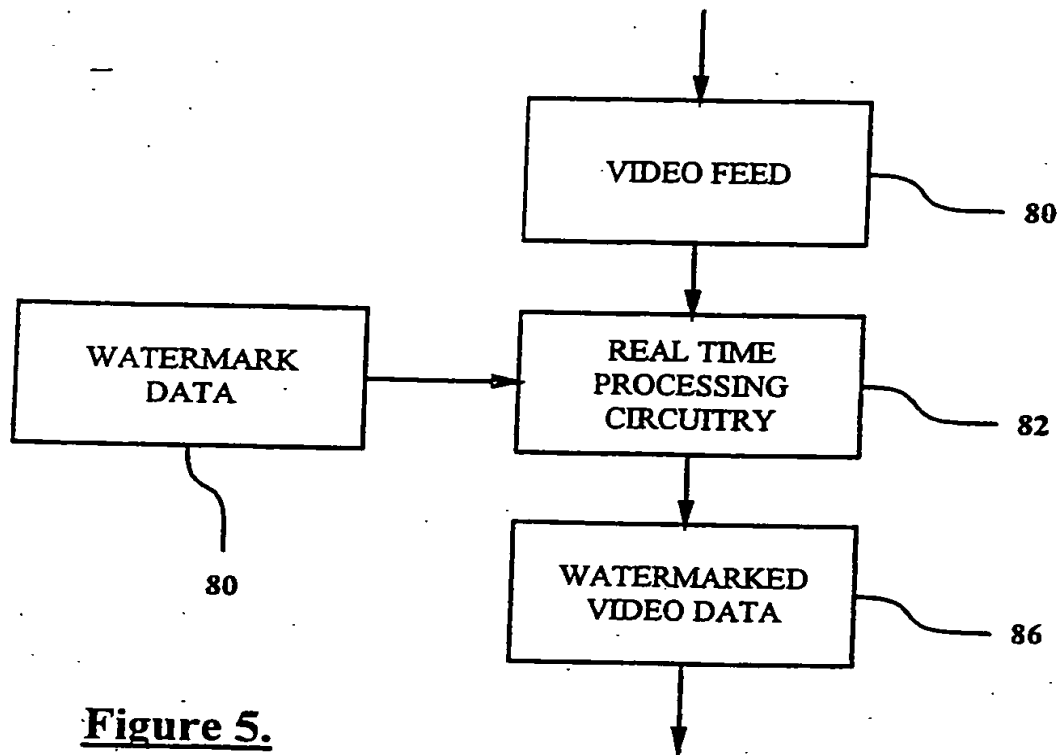 VIDEO FEED
80
WATERMARK
DATA
80
REAL TIME
PROCESSING
CIRCUITRY
82
WATERMARKED
VIDEO DATA
86
Figure 5.